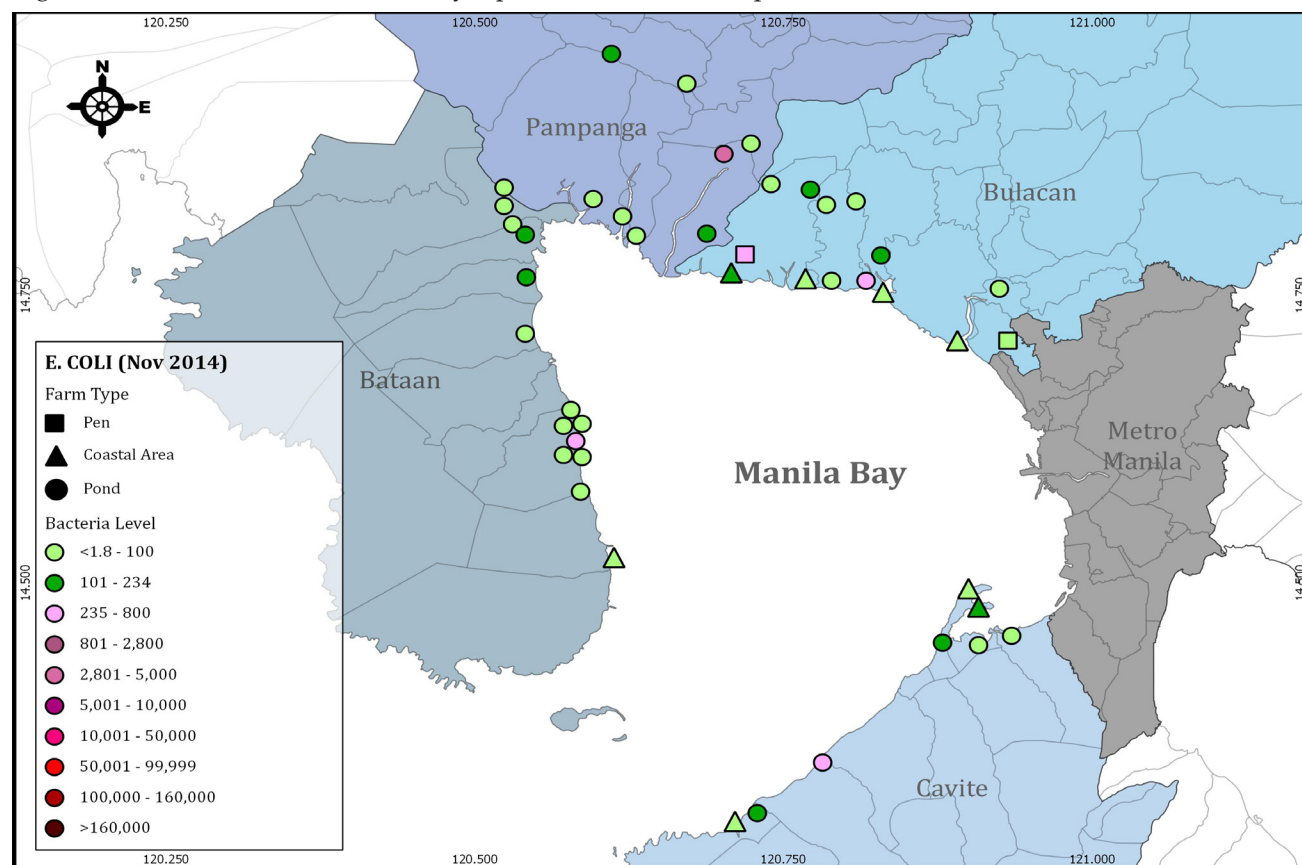 120.250 120.500 120.750 121.000
N
E
Pampanga
Bulacan
14.750 14.750
E. COLI (Nov 2014)
Farm Type
Pen
Coastal Area
Pond
Bacteria Level
<1.8 - 100
101 - 234
235 - 800
801 - 2,800
2,801 - 5,000
5,001 - 10,000
10,001 - 50,000
50,001 - 99,999
100,000 - 160,000
>160,000
Bataan
Metro
Manila
Manila Bay
14.500 14.500
Cavite
120.250 120.500 120.750 121.000